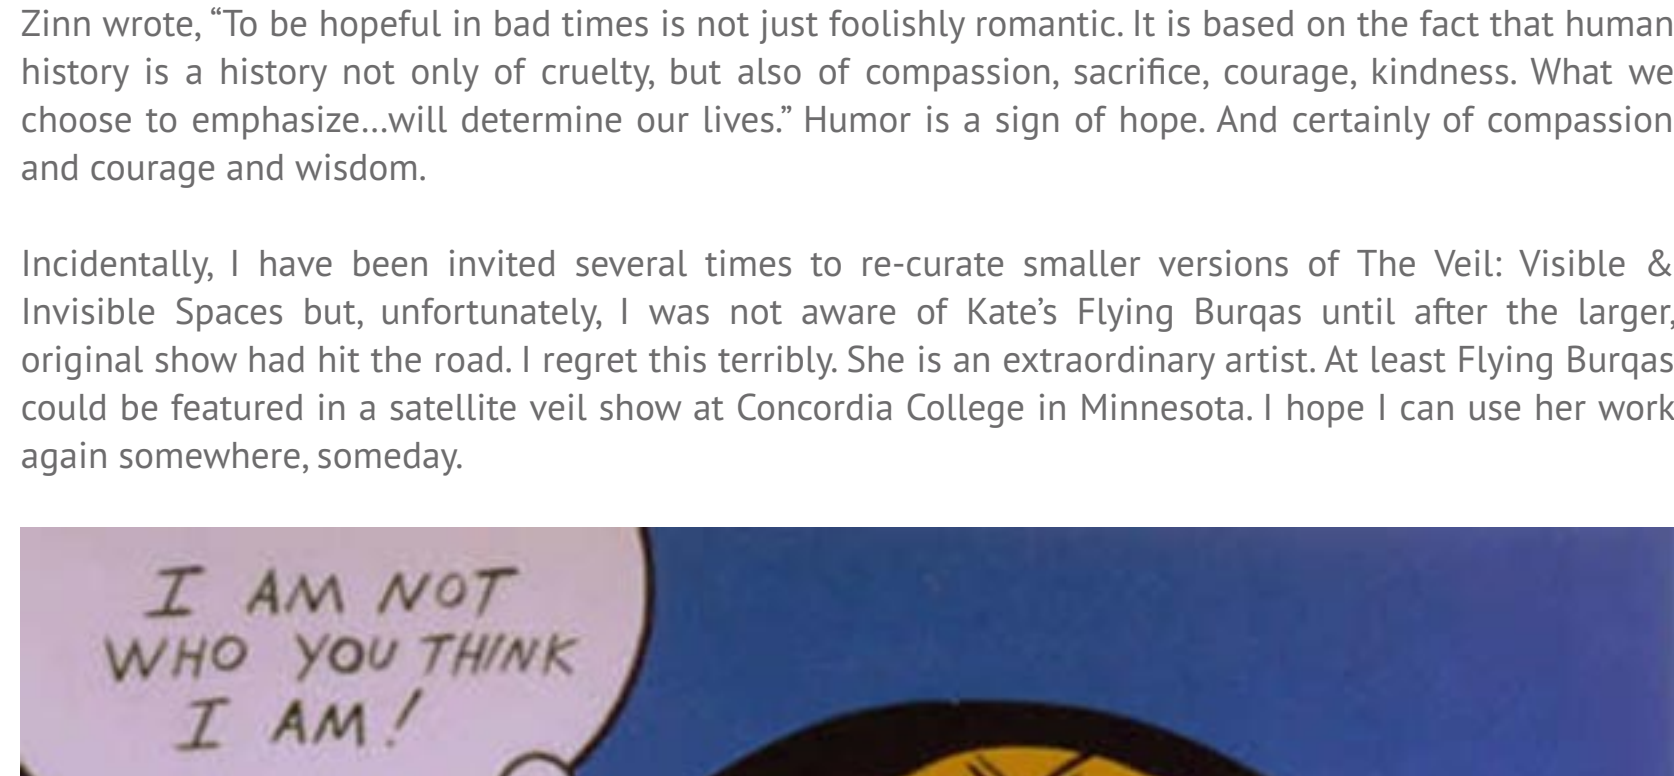 Zinn wrote, “To be hopeful in bad times is not just foolishly romantic. It is based on the fact that human
history is a history not only of cruelty, but also of compassion, sacrifice, courage, kindness. What we
choose to emphasize...will determine our lives.” Humor is a sign of hope. And certainly of compassion
and courage and wisdom.
Incidentally, I have been invited several times to re-curate smaller versions of The Veil: Visible &
Invisible Spaces but, unfortunately, I was not aware of Kate’s Flying Burqas until after the larger,
original show had hit the road. I regret this terribly. She is an extraordinary artist. At least Flying Burqas
could be featured in a satellite veil show at Concordia College in Minnesota. I hope I can use her work
again somewhere, someday.
I AM NOT
WHO YOU THINK
I AM!